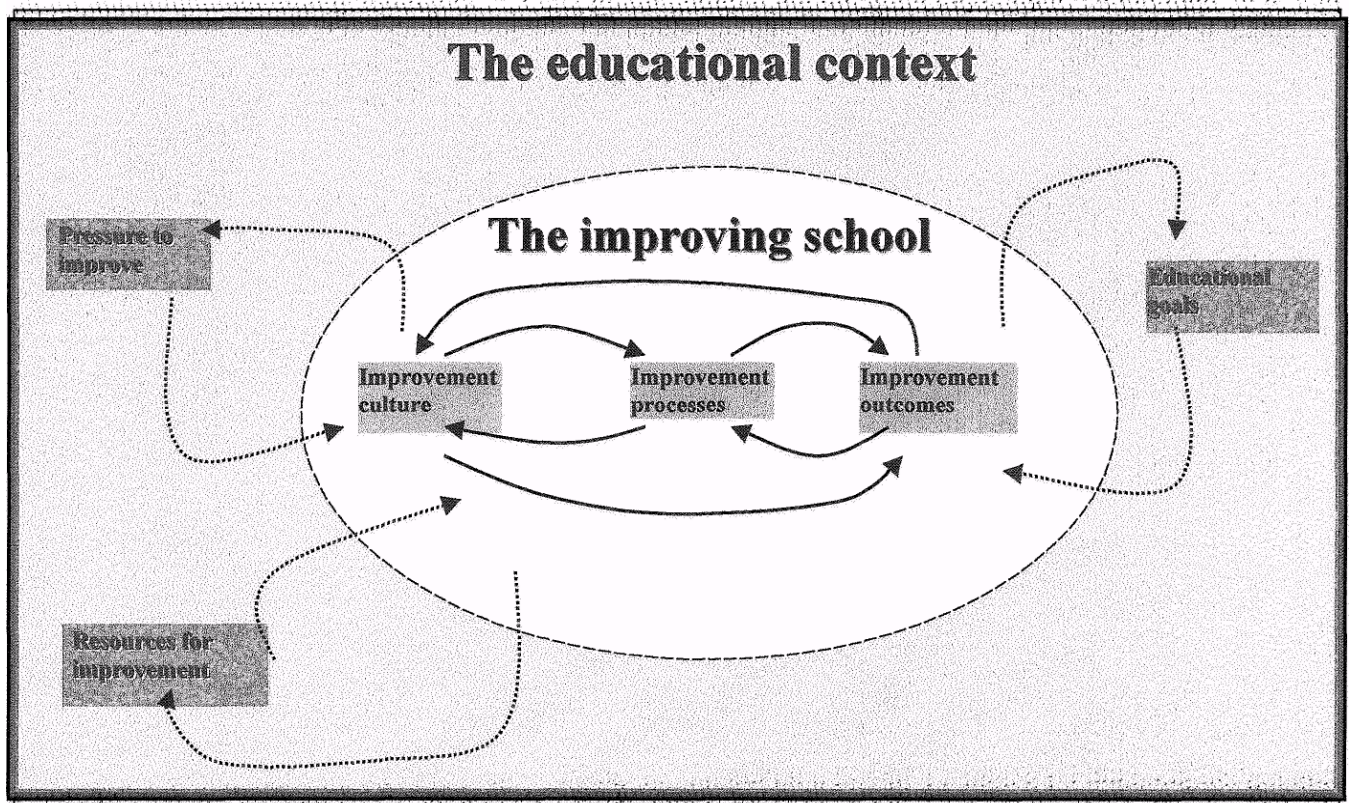 The educational context
The improving school
Pressure to
improve
Educational
goals
Improvement
culture
Improvement
processes
Improvement
outcomes
Resources for
improvement